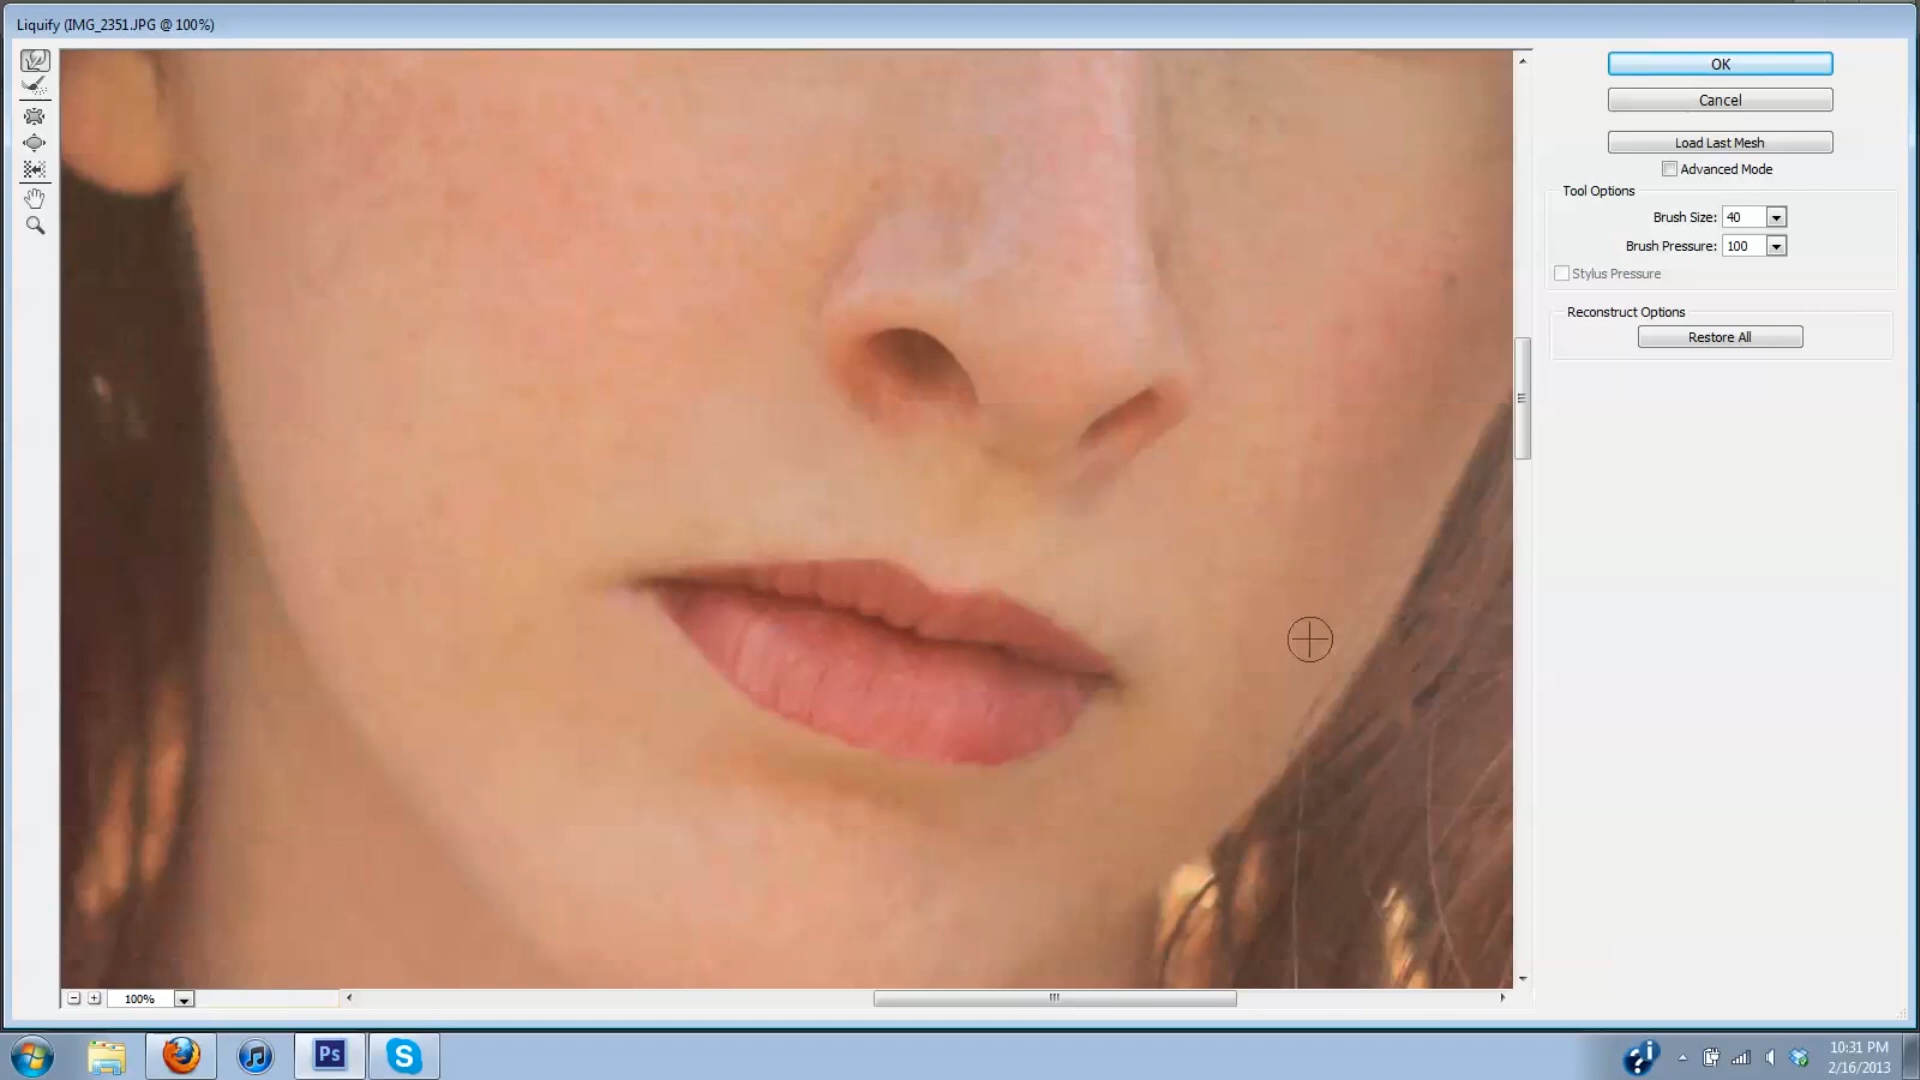 Liquify (IMG_2351.JPG @ 100%)
OK
Cancel
Load Last Mesh
Advanced Mode
Tool Options
Brush Size: 40
Brush Pressure: 100
Stylus Pressure
Reconstruct Options
Restore All
100%
Ps
S
10:31 PM
2/16/2013